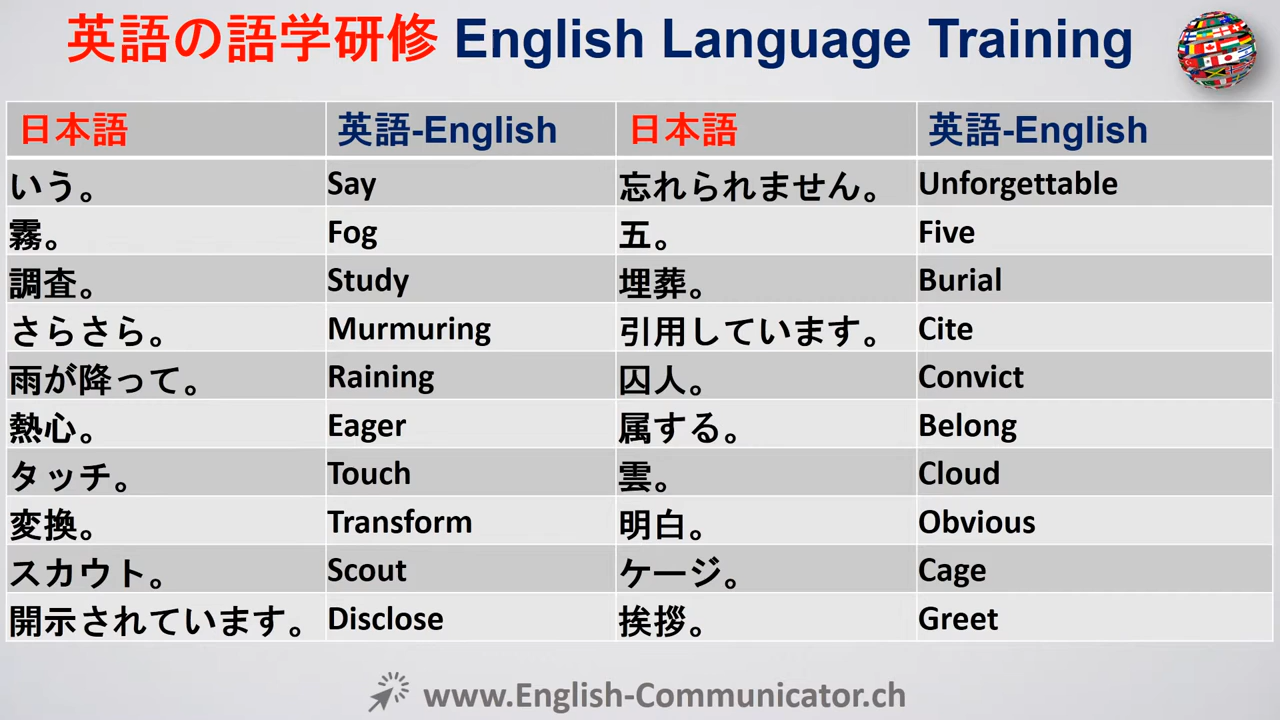 英語の語学研修 English Language Training
日本語 英語-English 日本語 英語-English
いう。 Say 忘れられません。 Unforgettable
霧。 Fog 五。 Five
調査。 Study 埋葬。 Burial
さらさら。 Murmuring 引用しています。 Cite
雨が降って。 Raining 囚人。 Convict
熱心。 Eager 属する。 Belong
タッチ。 Touch 雲。 Cloud
変換。 Transform 明白。 Obvious
スカウト。 Scout ケージ。 Cage
開示されています。 Disclose 挨拶。 Greet
www.English-Communicator.ch